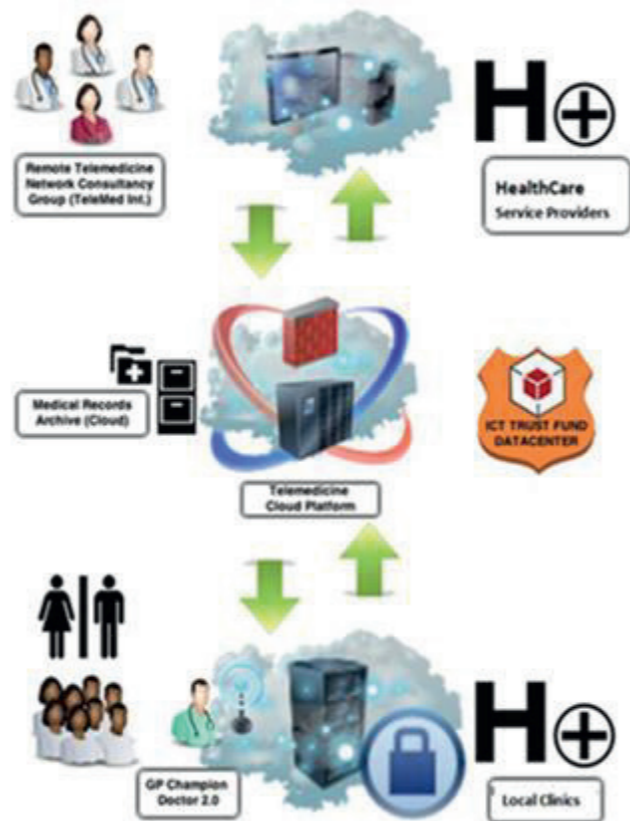 Remote Telemedicine
Network Consultancy
Group (TeleMed Int.)
H
HealthCare
Service Providers
Medical Records
Archive (Cloud)
ICT TRUST FUND
DATACENTER
Telemedicine
Cloud Platform
GP Champion
Doctor 2.0
H
Local Clinics